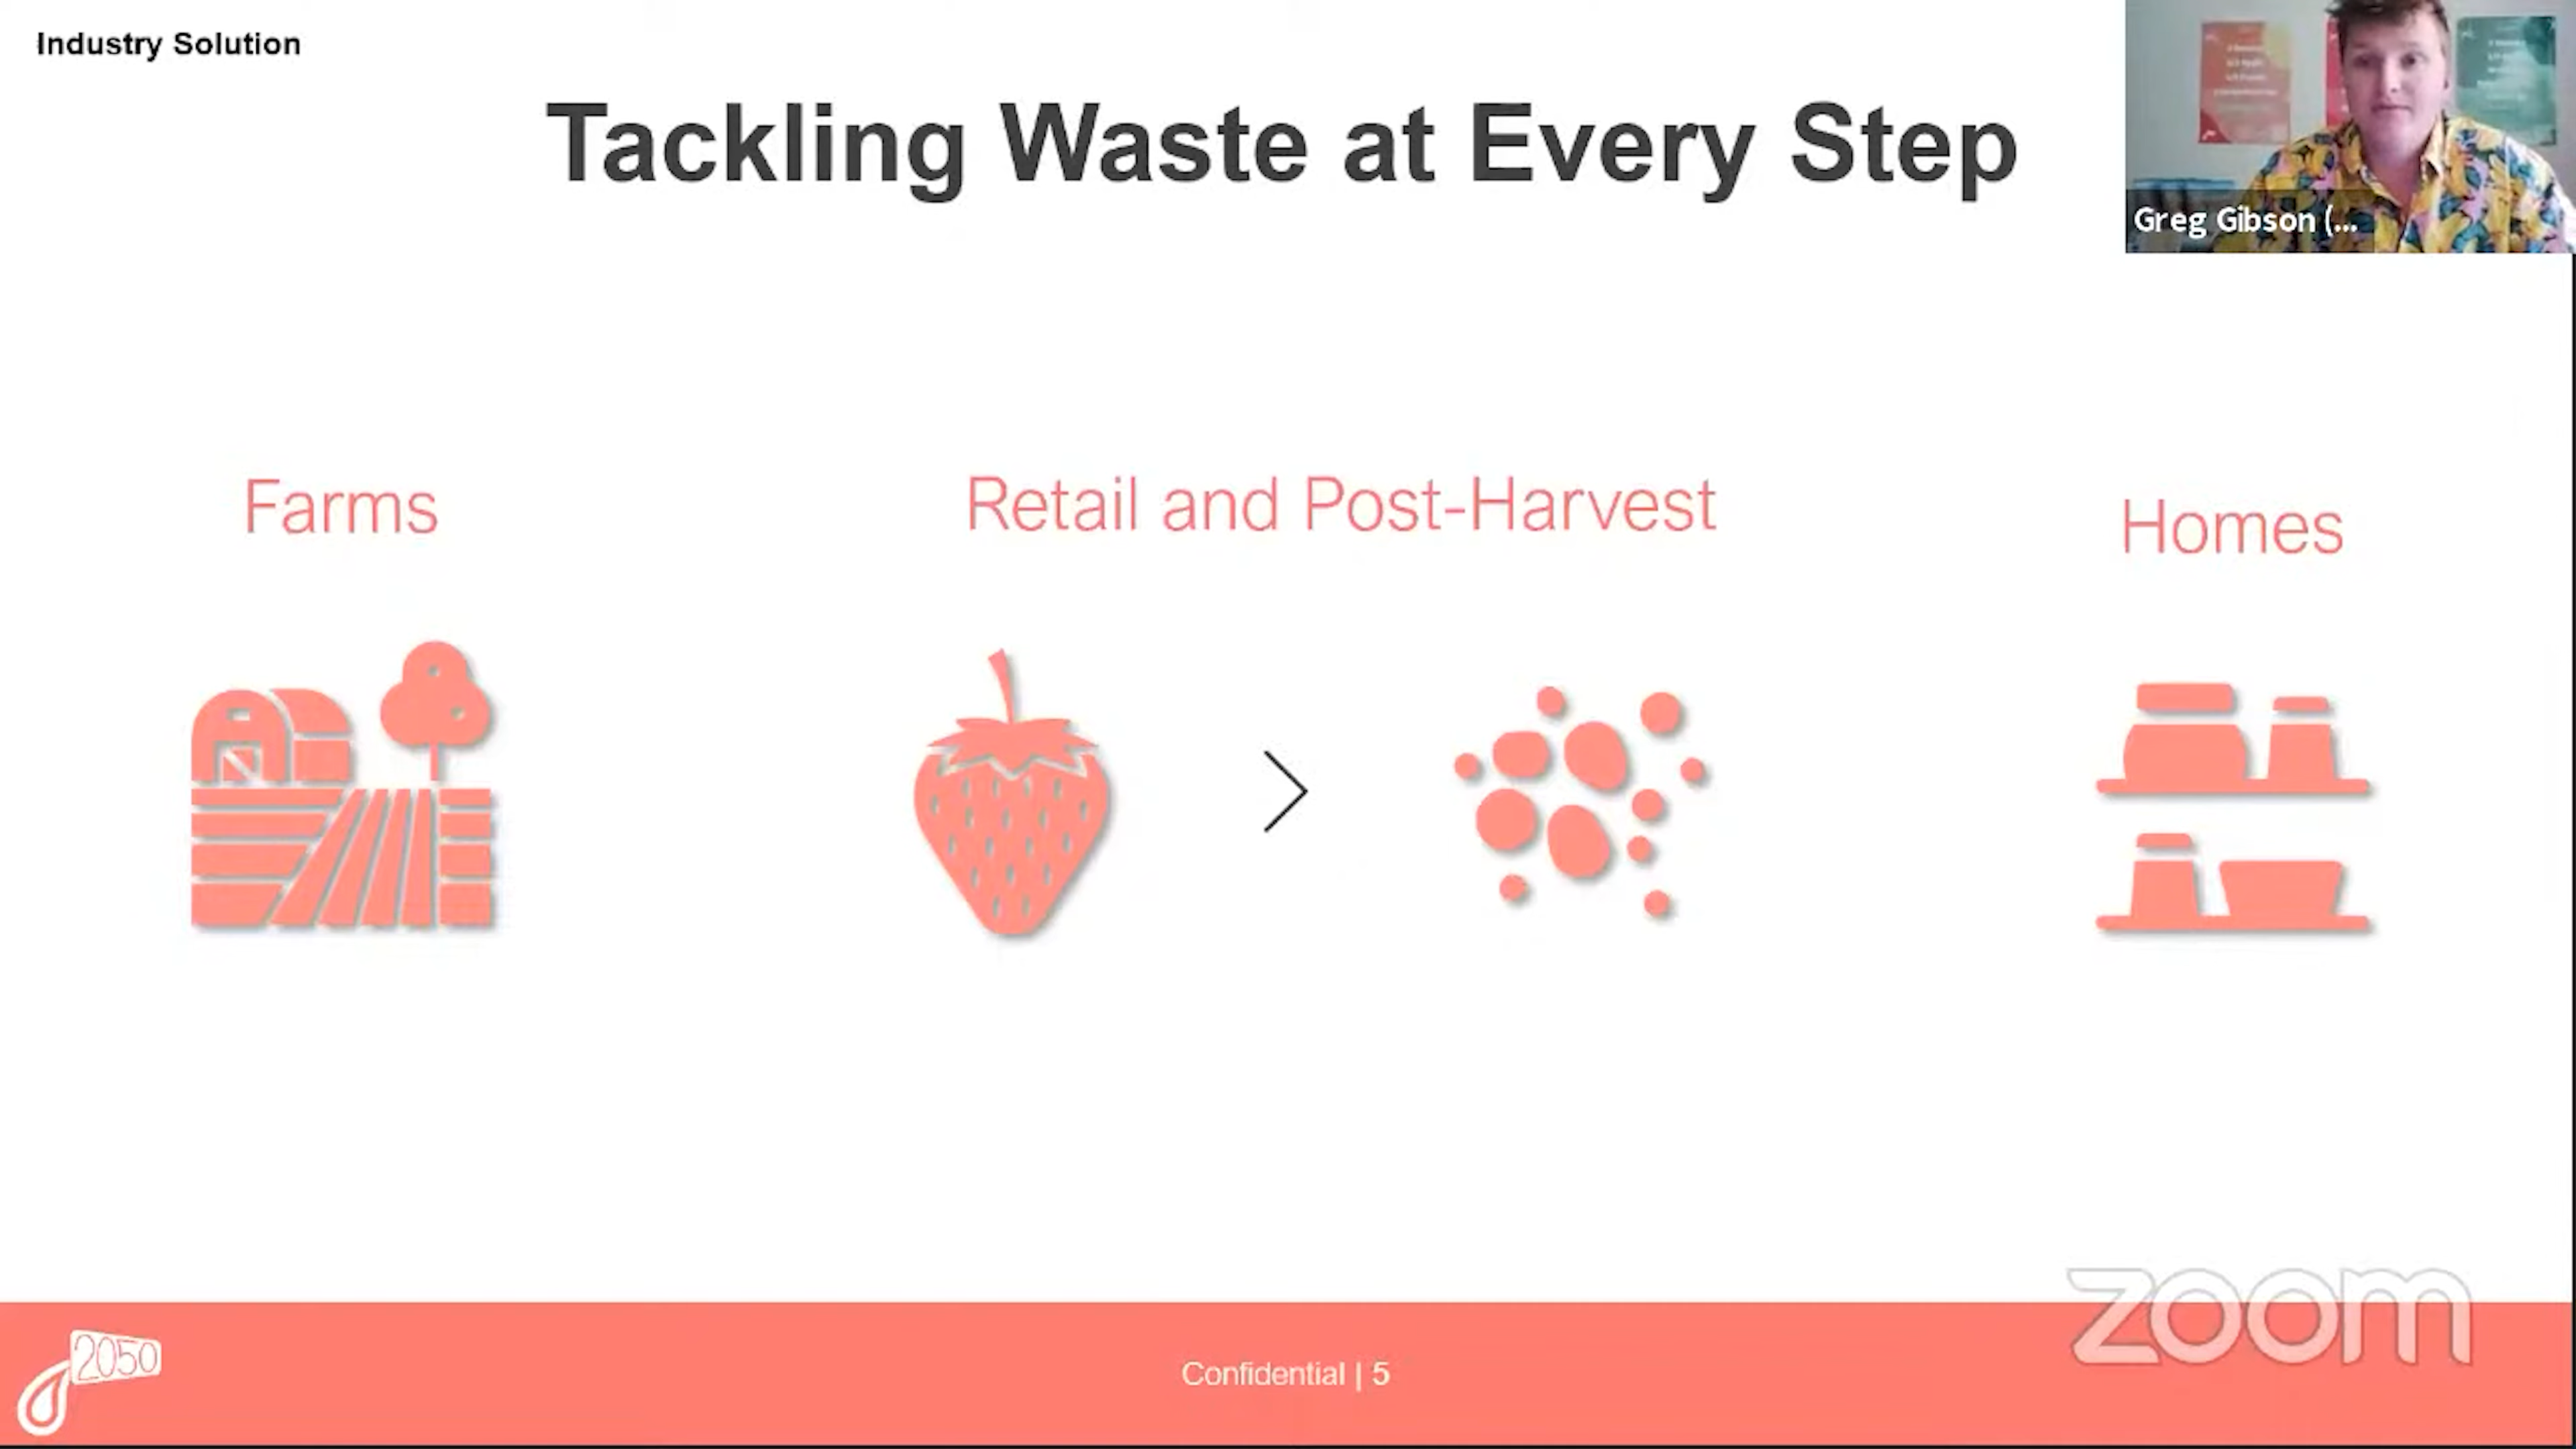 Industry Solution
Tackling Waste at Every Step
Greg Gibson (...
Farms
Retail and Post-Harvest
Homes
2050
Confidential | 5
zoom